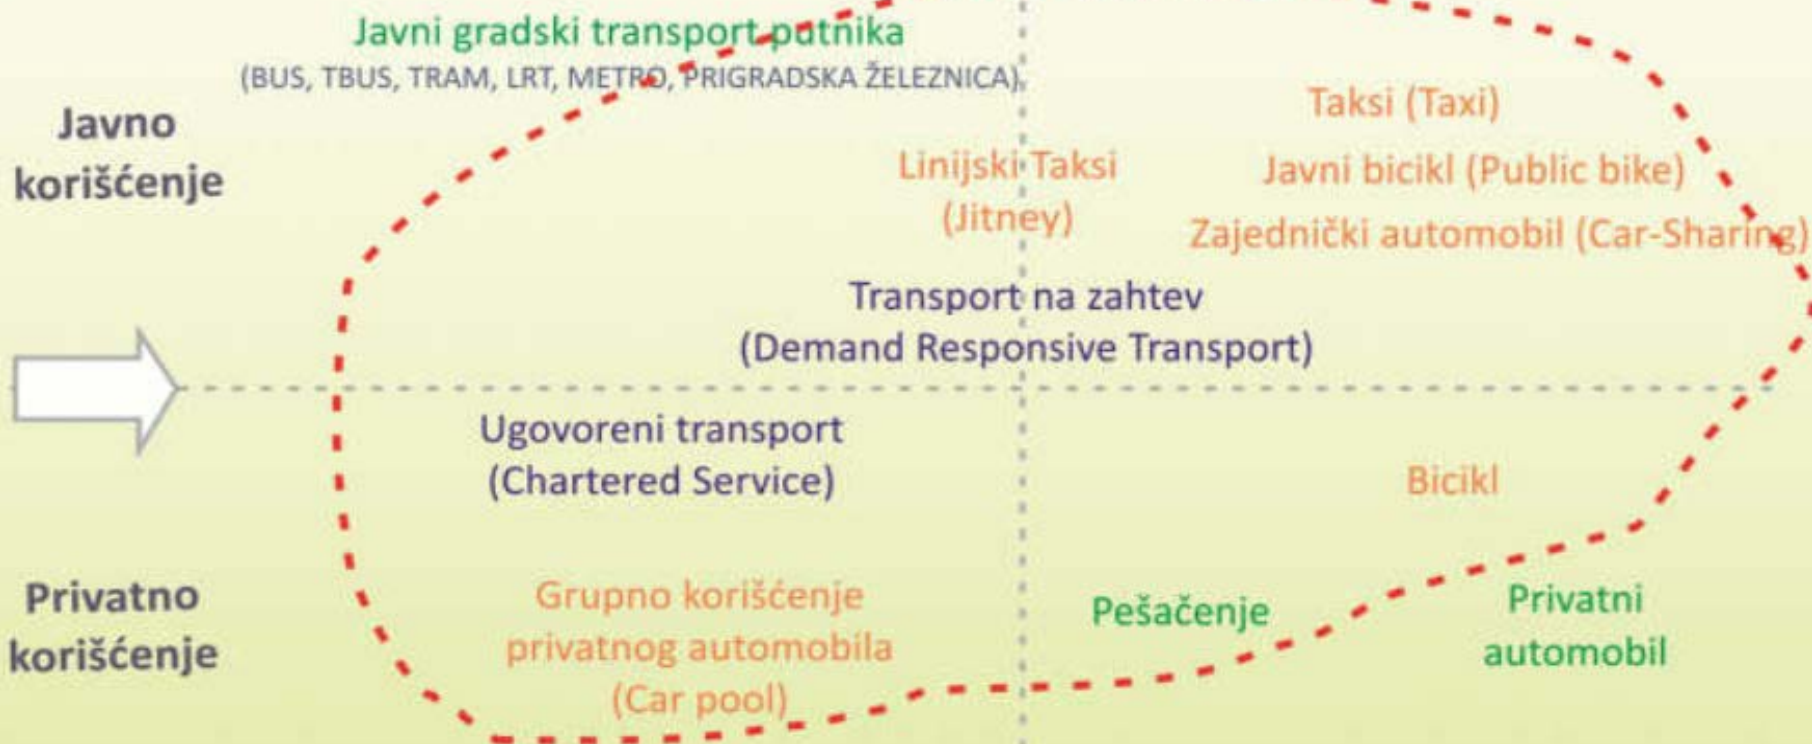 Javni gradski transport putnika
(BUS, TBUS, TRAM, LRT, METRO, PRIGRADSKA ŽELEZNICA)
Javno
korišćenje
Taksi (Taxi)
Linijski Taksi
(Jitney)
Javni bicikl (Public bike)
Zajednički automobil (Car-Sharing)
Transport na zahtev
(Demand Responsive Transport)
Ugovoreni transport
(Chartered Service)
Bicikl
Privatno
korišćenje
Grupno korišćenje
privatnog automobila
(Car pool)
Pešačenje
Privatni
automobil